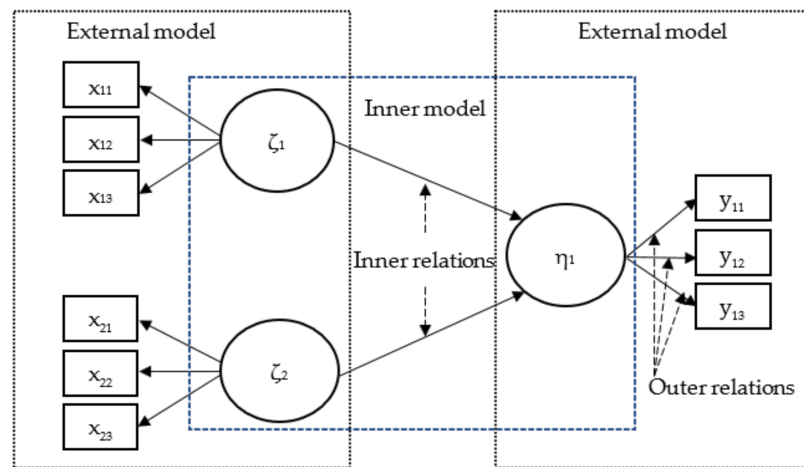 External model
External model
x₁₁
x₁₂
x₁₃
ζ₁
Inner model
Inner relations
η₁
y₁₁
y₁₂
y₁₃
x₂₁
x₂₂
x₂₃
ζ₂
Outer relations